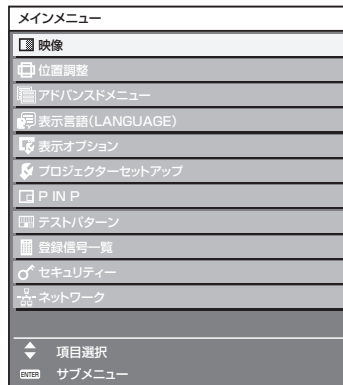 メインメニュー
映像
位置調整
アドバンスドメニュー
表示言語(LANGUAGE)
表示オプション
プロジェクターセットアップ
P IN P
テストパターン
登録信号一覧
セキュリティー
ネットワーク
項目選択
ENTER サブメニュー